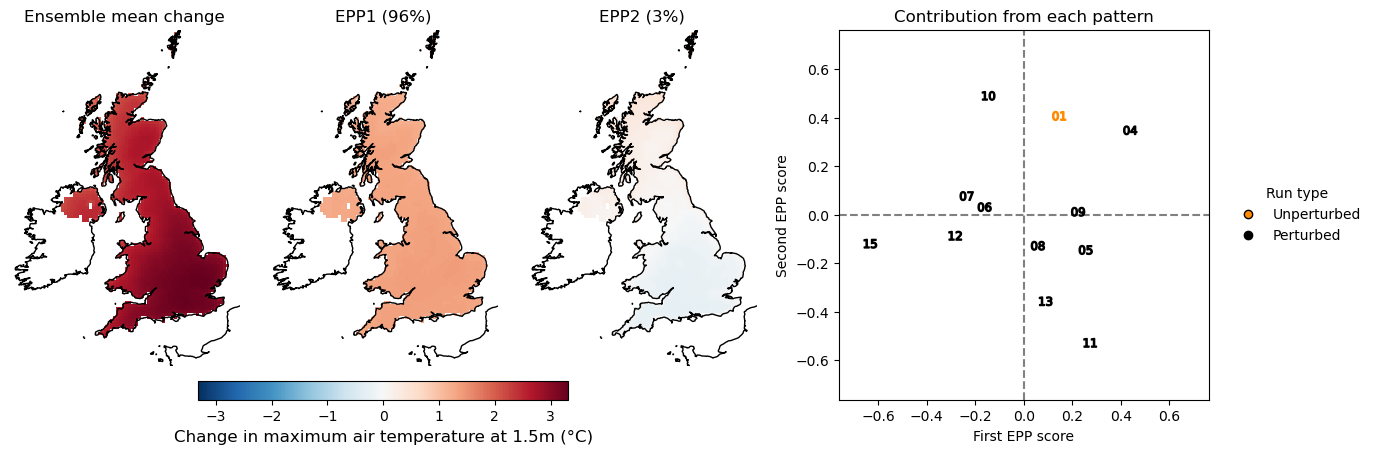 Ensemble mean change
EPP1 (96%)
EPP2 (3%)
−3 −2 −1 0 1 2 3
Change in maximum air temperature at 1.5m (°C)
Contribution from each pattern
Second EPP score
0.6
0.4
0.2
0.0
−0.2
−0.4
−0.6
10
01
04
07
06
09
12
15
08
05
13
11
−0.6 −0.4 −0.2 0.0 0.2 0.4 0.6
First EPP score
Run type
Unperturbed
Perturbed